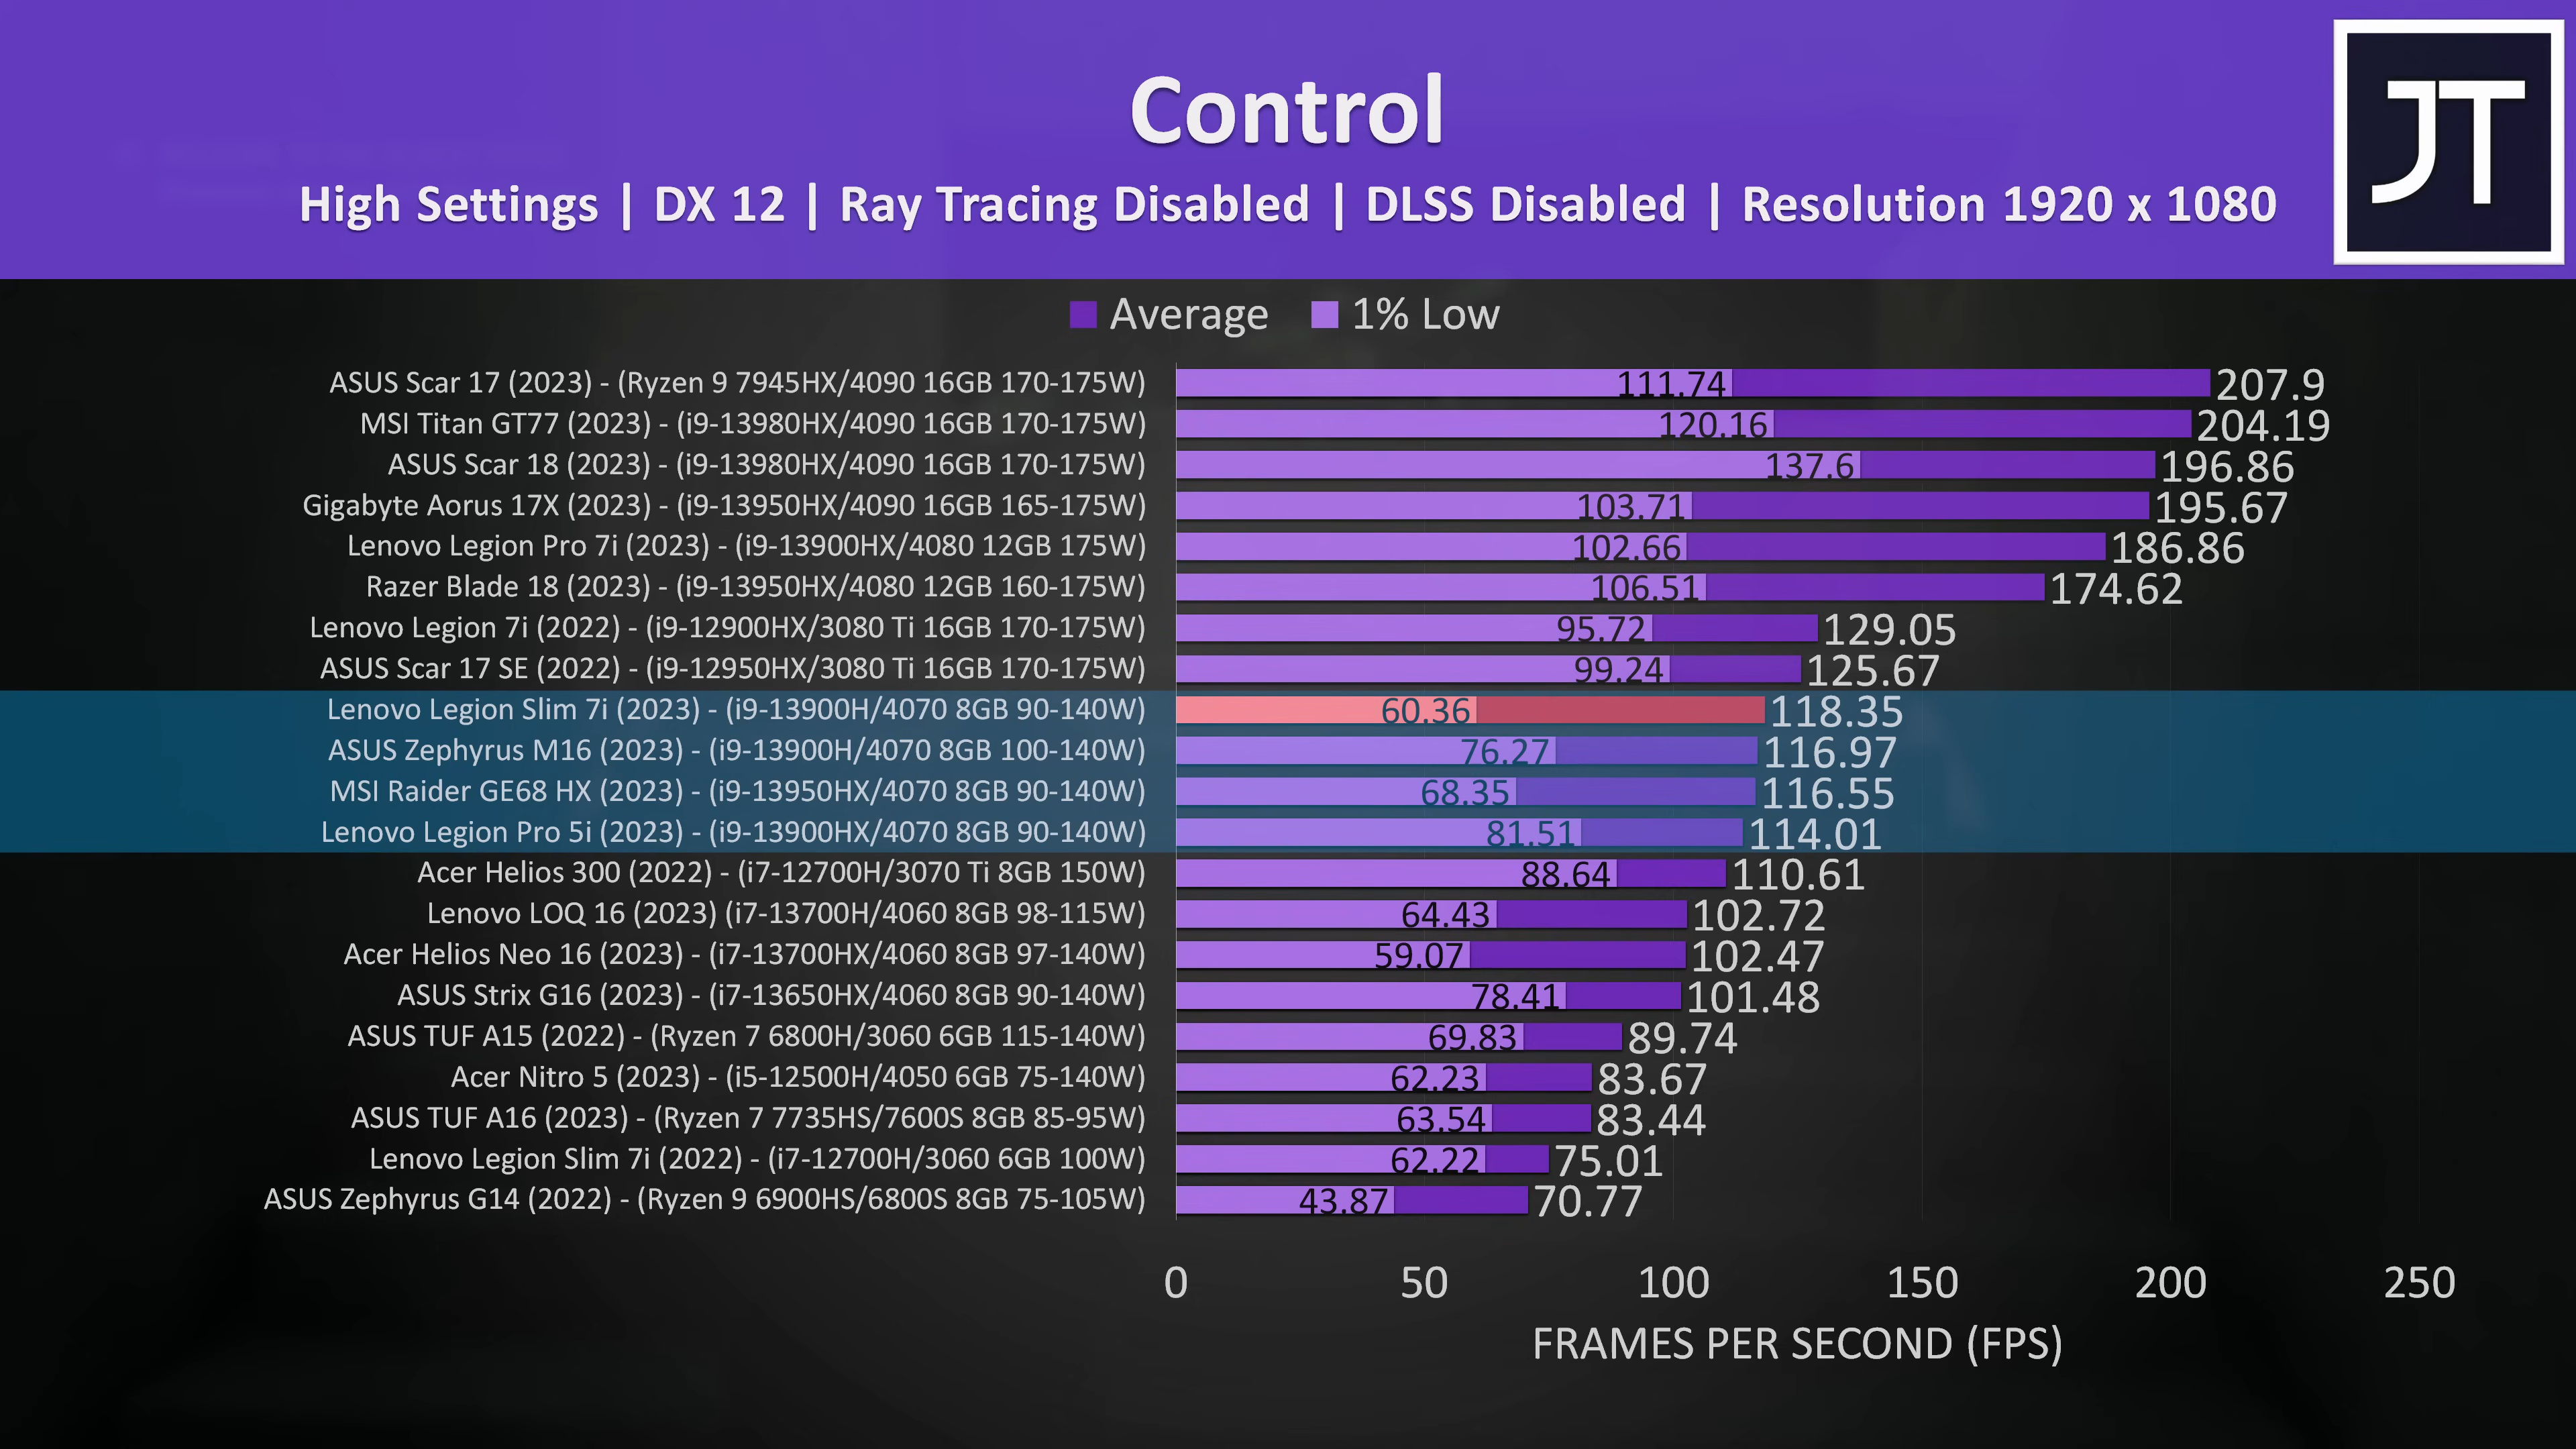 Control
JT
High Settings | DX 12 | Ray Tracing Disabled | DLSS Disabled | Resolution 1920 x 1080
Average 1% Low
ASUS Scar 17 (2023) - (Ryzen 9 7945HX/4090 16GB 170-175W) 111.74 207.9
MSI Titan GT77 (2023) - (i9-13980HX/4090 16GB 170-175W) 120.16 204.19
ASUS Scar 18 (2023) - (i9-13980HX/4090 16GB 170-175W) 137.6 196.86
Gigabyte Aorus 17X (2023) - (i9-13950HX/4090 16GB 165-175W) 103.71 195.67
Lenovo Legion Pro 7i (2023) - (i9-13900HX/4080 12GB 175W) 102.66 186.86
Razer Blade 18 (2023) - (i9-13950HX/4080 12GB 160-175W) 106.51 174.62
Lenovo Legion 7i (2022) - (i9-12900HX/3080 Ti 16GB 170-175W) 95.72 129.05
ASUS Scar 17 SE (2022) - (i9-12950HX/3080 Ti 16GB 170-175W) 99.24 125.67
Lenovo Legion Slim 7i (2023) - (i9-13900H/4070 8GB 90-140W) 60.36 118.35
ASUS Zephyrus M16 (2023) - (i9-13900H/4070 8GB 100-140W) 76.27 116.97
MSI Raider GE68 HX (2023) - (i9-13950HX/4070 8GB 90-140W) 68.35 116.55
Lenovo Legion Pro 5i (2023) - (i9-13900HX/4070 8GB 90-140W) 81.51 114.01
Acer Helios 300 (2022) - (i7-12700H/3070 Ti 8GB 150W) 88.64 110.61
Lenovo LOQ 16 (2023) (i7-13700H/4060 8GB 98-115W) 64.43 102.72
Acer Helios Neo 16 (2023) - (i7-13700HX/4060 8GB 97-140W) 59.07 102.47
ASUS Strix G16 (2023) - (i7-13650HX/4060 8GB 90-140W) 78.41 101.48
ASUS TUF A15 (2022) - (Ryzen 7 6800H/3060 6GB 115-140W) 69.83 89.74
Acer Nitro 5 (2023) - (i5-12500H/4050 6GB 75-140W) 62.23 83.67
ASUS TUF A16 (2023) - (Ryzen 7 7735HS/7600S 8GB 85-95W) 63.54 83.44
Lenovo Legion Slim 7i (2022) - (i7-12700H/3060 6GB 100W) 62.22 75.01
ASUS Zephyrus G14 (2022) - (Ryzen 9 6900HS/6800S 8GB 75-105W) 43.87 70.77
0 50 100 150 200 250
FRAMES PER SECOND (FPS)